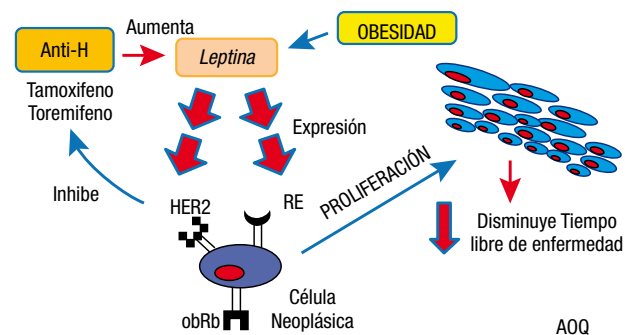 Aumenta
OBESIDAD
Anti-H
Leptina
Tamoxifeno
Toremifeno
Expresión
Inhibe
PROLIFERACIÓN
HER2
RE
Disminuye Tiempo
libre de enfermedad
Célula
Neoplásica
obRb
AOQ